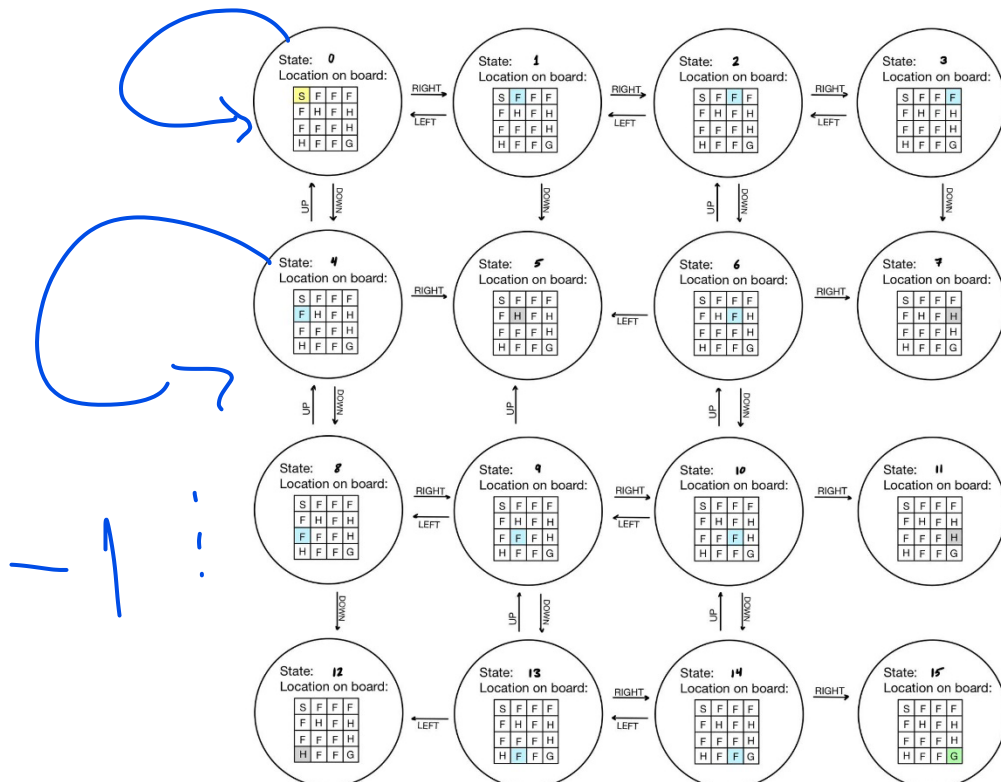 State: 0
Location on board:
S F F F
F H F H
F F F H
H F F G
RIGHT
LEFT
State: 1
Location on board:
S F F F
F H F H
F F F H
H F F G
RIGHT
LEFT
State: 2
Location on board:
S F F F
F H F H
F F F H
H F F G
RIGHT
LEFT
State: 3
Location on board:
S F F F
F H F H
F F F H
H F F G
UP
DOWN
DOWN
UP
DOWN
DOWN
State: 4
Location on board:
S F F F
F H F H
F F F H
H F F G
RIGHT
State: 5
Location on board:
S F F F
F H F H
F F F H
H F F G
LEFT
State: 6
Location on board:
S F F F
F H F H
F F F H
H F F G
RIGHT
State: 7
Location on board:
S F F F
F H F H
F F F H
H F F G
UP
DOWN
UP
UP
DOWN
State: 8
Location on board:
S F F F
F H F H
F F F H
H F F G
RIGHT
LEFT
State: 9
Location on board:
S F F F
F H F H
F F F H
H F F G
RIGHT
LEFT
State: 10
Location on board:
S F F F
F H F H
F F F H
H F F G
RIGHT
State: 11
Location on board:
S F F F
F H F H
F F F H
H F F G
-1
DOWN
UP
DOWN
UP
DOWN
State: 12
Location on board:
S F F F
F H F H
F F F H
H F F G
LEFT
State: 13
Location on board:
S F F F
F H F H
F F F H
H F F G
RIGHT
LEFT
State: 14
Location on board:
S F F F
F H F H
F F F H
H F F G
RIGHT
State: 15
Location on board:
S F F F
F H F H
F F F H
H F F G